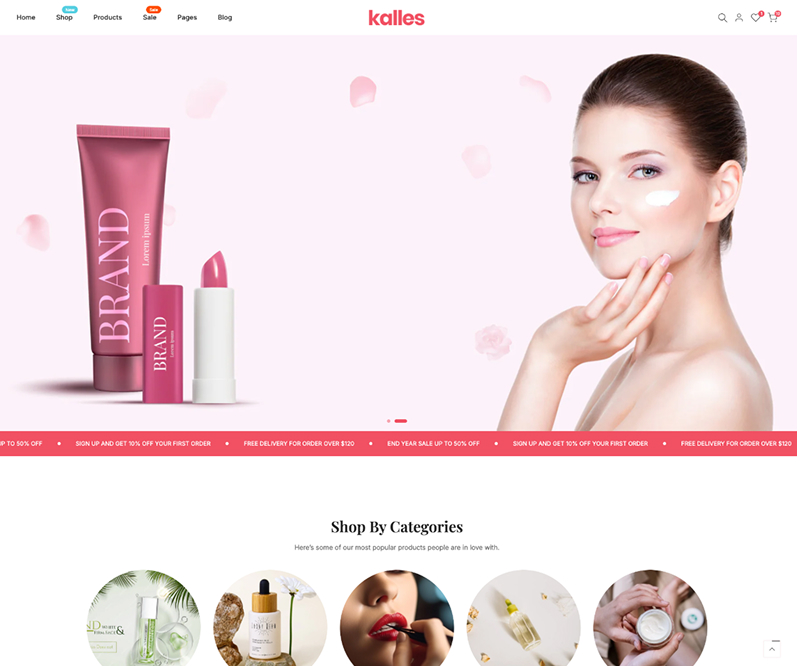 Home
Shop
New
Products
Sale
Sale
Pages
Blog
kalles
BRAND
Lorem ipsum
BRAND
Lorem ipsum
UP TO 50% OFF • SIGN UP AND GET 10% OFF YOUR FIRST ORDER • FREE DELIVERY FOR ORDER OVER $120 • END YEAR SALE UP TO 50% OFF • SIGN UP AND GET 10% OFF YOUR FIRST ORDER • FREE DELIVERY FOR ORDER OVER $120
Shop By Categories
Here's some of our most popular products people are in love with.